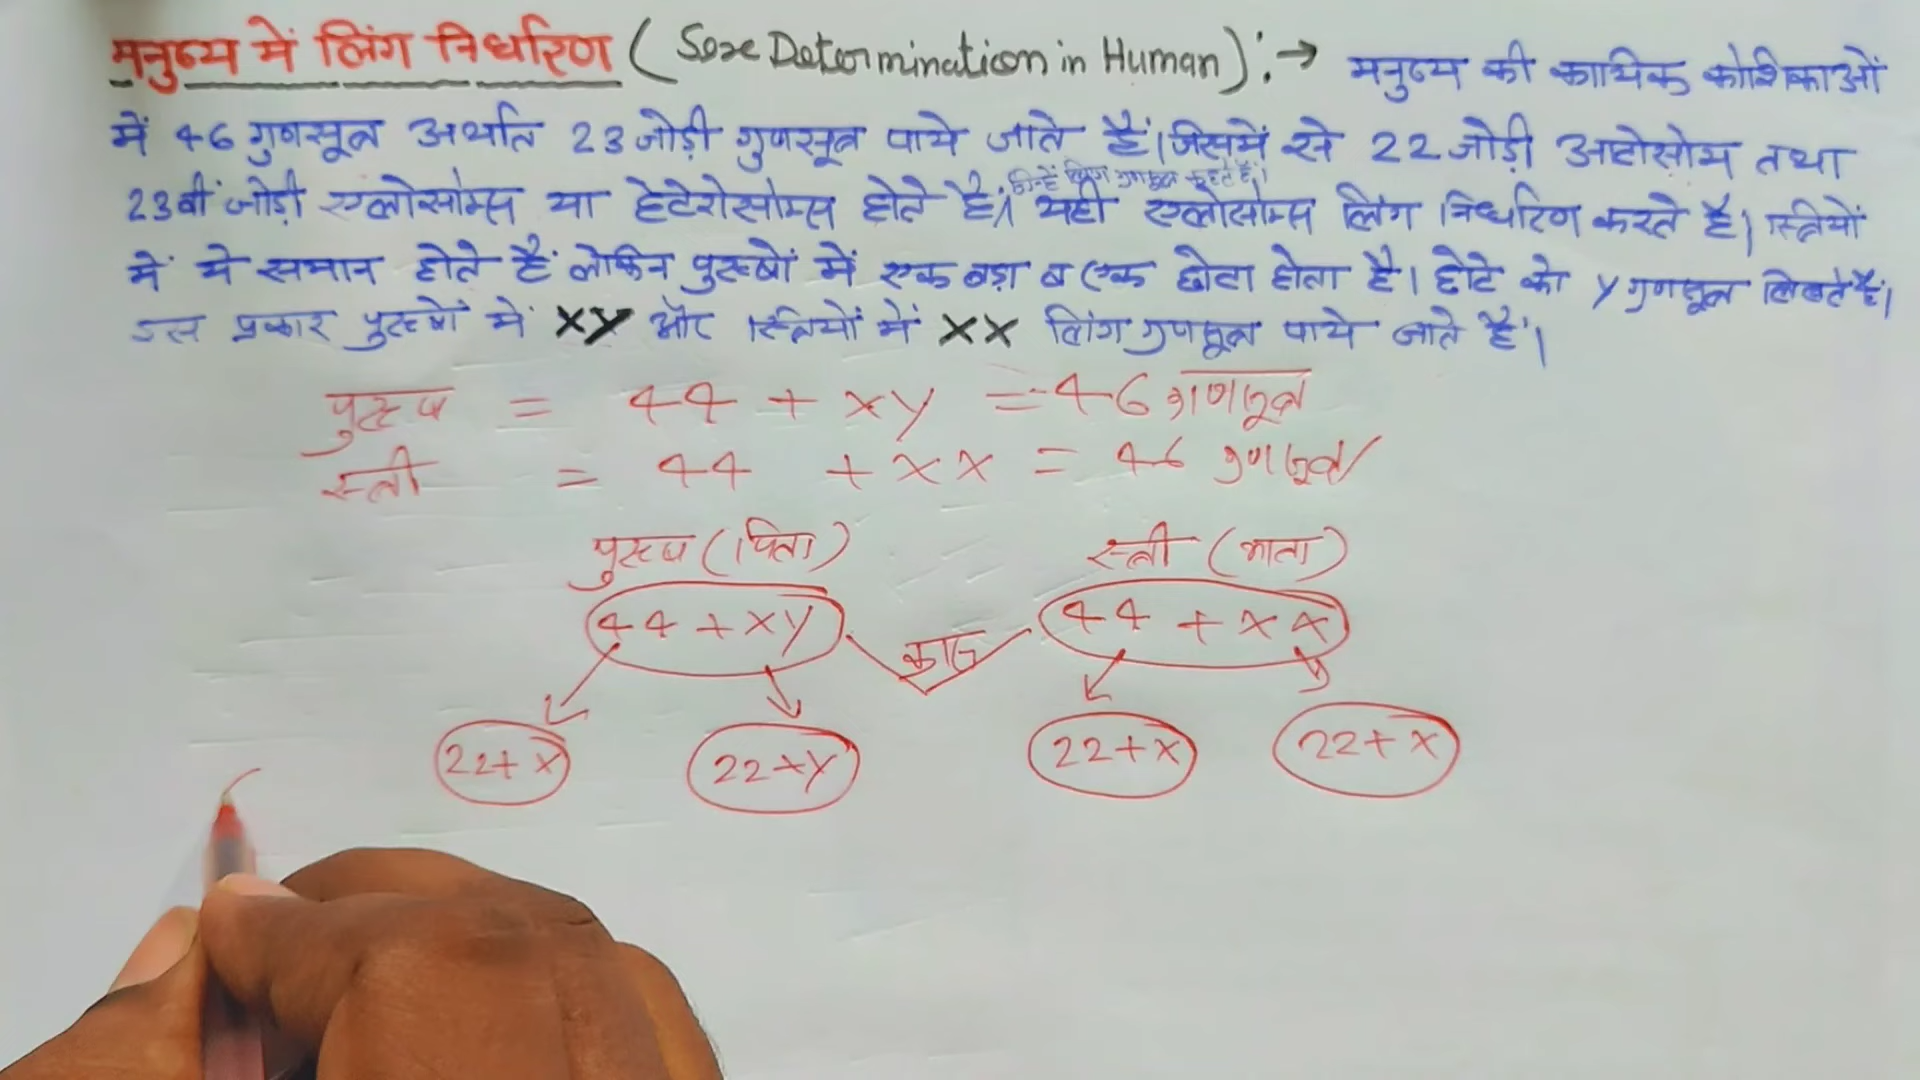 मनुष्य में लिंग निर्धारण ( Sex Determination in Human ) :→ मनुष्य की कायिक कोशिकाओं
में 46 गुणसूत्र अर्थात 23 जोड़ी गुणसूत्र पाये जाते हैं। जिसमें से 22 जोड़ी आटोसोम तथा
जिन्हें लिंग गुणसूत्र कहते हैं।
23वीं जोड़ी एलोसोम्स या हेटेरोसोम्स होते है। यही एलोसोम्स लिंग निर्धारण करते है। स्त्रियों
में ये समान होते हैं लेकिन पुरूषों में एक बड़ा व एक छोटा होता है। छोटे को y गुणसूत्र लिखते हैं।
इस प्रकार पुरूषों में XY और स्त्रियों में XX लिंग गुणसूत्र पाये जाते है।
पुरूष = 44 + XY = 46 गुणसूत्र
स्त्री = 44 + XX = 46 गुणसूत्र
पुरूष (पिता) स्त्री (माता)
44 + XY क्रास 44 + XX
22+X 22+Y 22+X 22+X